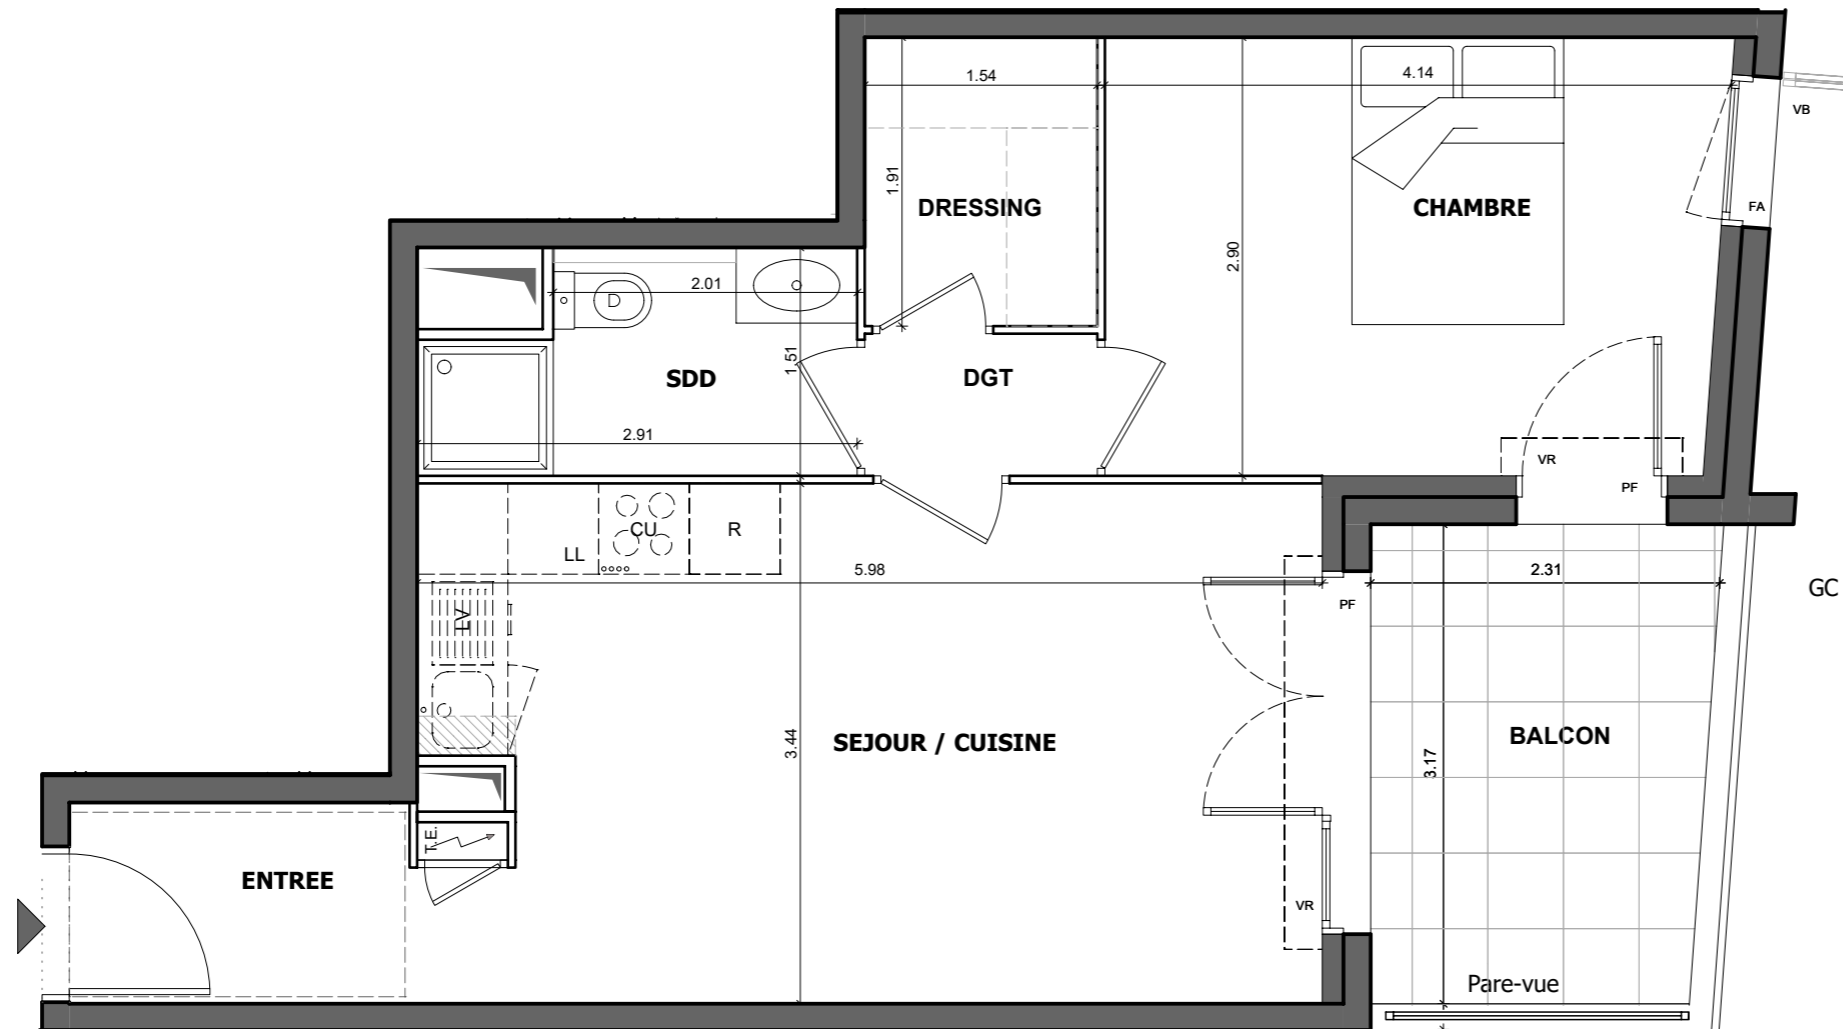 1.54
4.14
VB
1.91
DRESSING
CHAMBRE
FA
2.90
2.01
D
1.51
SDD
DGT
2.91
VR
PF
CU
R
LL
5.98
2.31
GC
PF
LV
3.44
SEJOUR / CUISINE
BALCON
3.17
T.E.
ENTREE
VR
Pare-vue